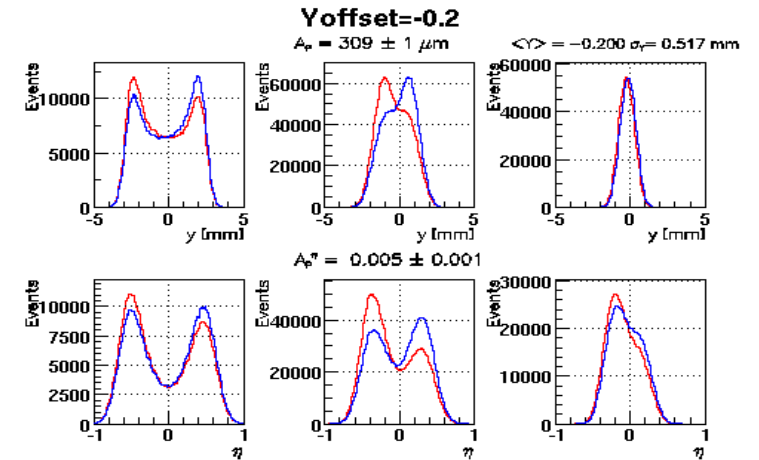 Yoffset=-0.2
Aₚ = 309 ± 1 μm
<Y> = -0.200 σᵧ= 0.517 mm
Events
10000
5000
0
-5 0 5
y [mm]
Events
60000
40000
20000
0
-5 0 5
y [mm]
Events
60000
40000
20000
0
-5 0 5
y [mm]
Aₚ^η = 0.005 ± 0.001
Events
10000
7500
5000
2500
0
-1 0 1
η
Events
40000
20000
0
-1 0 1
η
Events
30000
20000
10000
0
-1 0 1
η